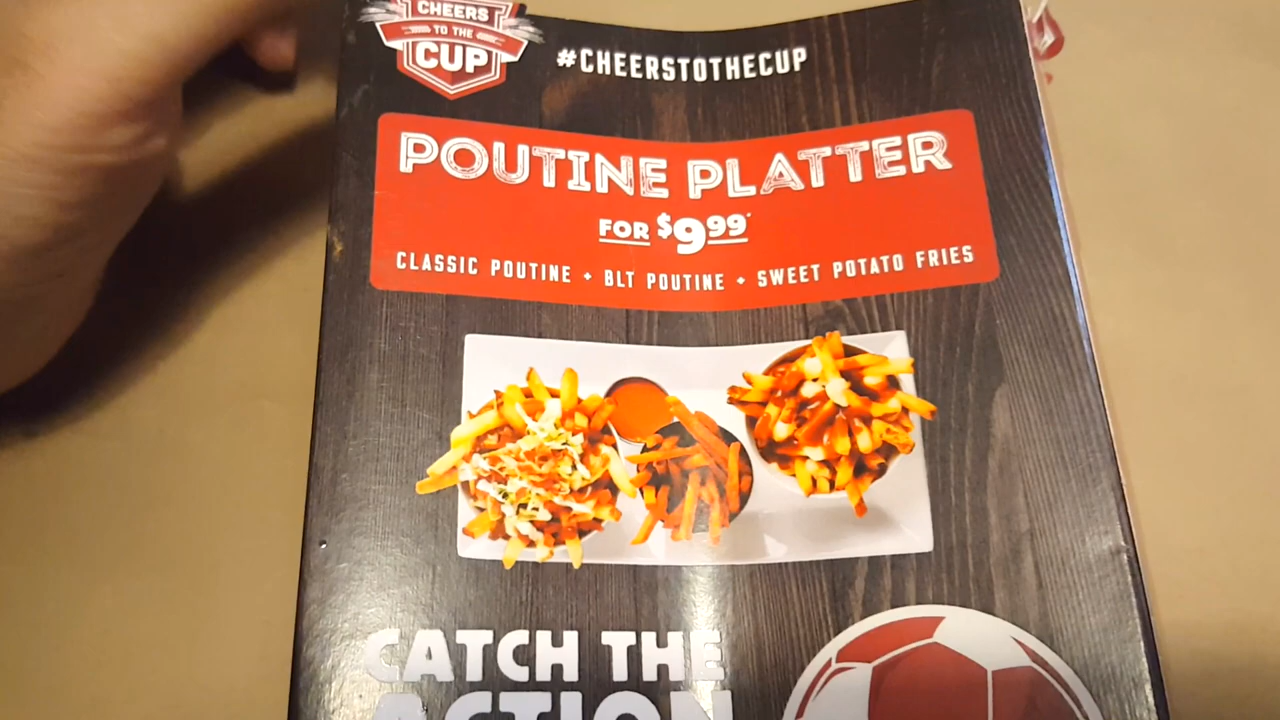 CHEERS
TO THE
CUP
#CHEERSTOTHECUP
POUTINE PLATTER
FOR $9.99*
CLASSIC POUTINE + BLT POUTINE + SWEET POTATO FRIES
CATCH THE
ACTION